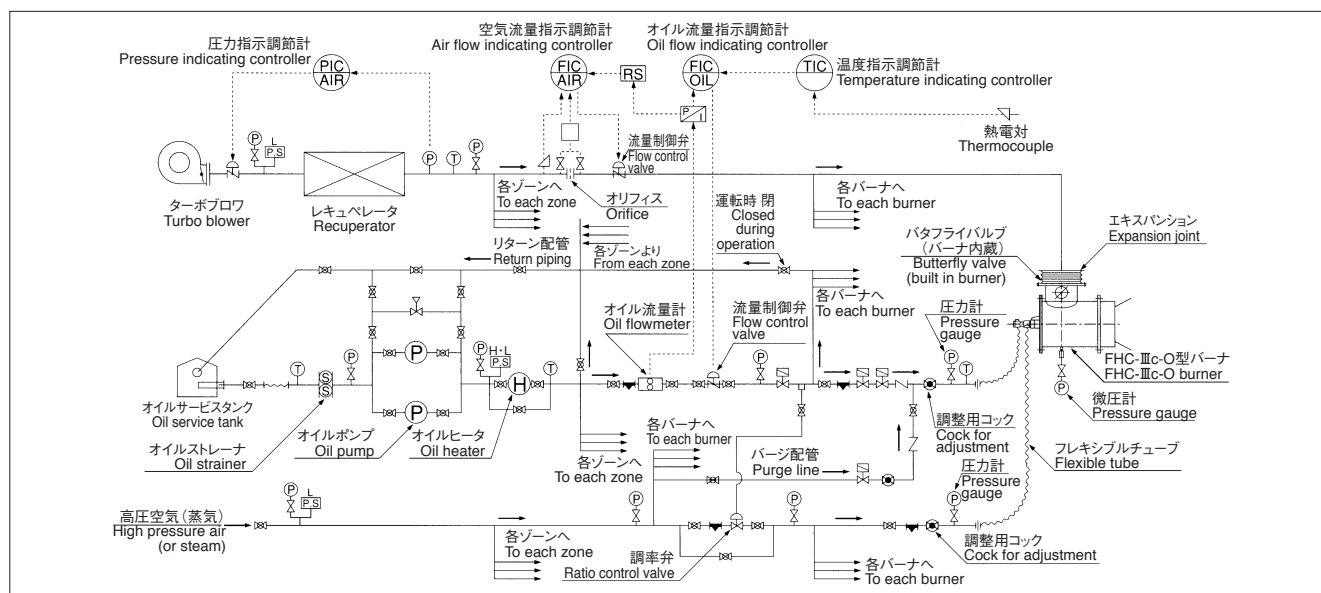 圧力指示調節計
Pressure indicating controller
PIC
AIR
空気流量指示調節計
Air flow indicating controller
FIC
AIR
RS
オイル流量指示調節計
Oil flow indicating controller
FIC
OIL
TIC
温度指示調節計
Temperature indicating controller
P
I
熱電対
Thermocouple
P
L
P.S
P
T
P
流量制御弁
Flow control
valve
ターボブロワ
Turbo blower
レキュペレータ
Recuperator
各ゾーンへ
To each zone
オリフィス
Orifice
運転時 閉
Closed
during
operation
各バーナへ
To each burner
エキスパンション
Expansion joint
バタフライバルブ
（バーナ内蔵）
Butterfly valve
(built in burner)
リターン配管
Return piping
各ゾーンより
From each zone
オイル流量計
Oil flowmeter
流量制御弁
Flow control
valve
各バーナへ
To each burner
圧力計
Pressure
gauge
P
T
FHC-Ⅲc-O型バーナ
FHC-Ⅲc-O burner
P
微圧計
Pressure gauge
T
S
S
P
P
P
P
H・L
P.S
H
T
P
オイルサービスタンク
Oil service tank
オイルストレーナ
Oil strainer
オイルポンプ
Oil pump
オイルヒータ
Oil heater
各バーナへ
To each burner
各ゾーンへ
To each zone
バージ配管
Purge line
調整用コック
Cock for
adjustment
圧力計
Pressure
gauge
フレキシブルチューブ
Flexible tube
高圧空気（蒸気）
High pressure air
(or steam)
P
L
P.S
各ゾーンへ
To each zone
P
調率弁
Ratio control valve
P
各バーナへ
To each burner
P
調整用コック
Cock for adjustment